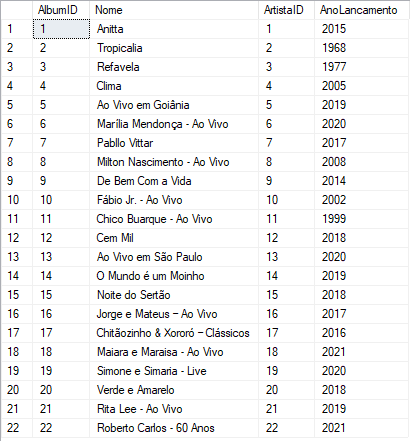 AlbumID Nome ArtistaID AnoLancamento
1 1 Anitta 1 2015
2 2 Tropicalia 2 1968
3 3 Refavela 3 1977
4 4 Clima 4 2005
5 5 Ao Vivo em Goiânia 5 2019
6 6 Marília Mendonça - Ao Vivo 6 2020
7 7 Pabllo Vittar 7 2017
8 8 Milton Nascimento - Ao Vivo 8 2008
9 9 De Bem Com a Vida 9 2014
10 10 Fábio Jr. - Ao Vivo 10 2002
11 11 Chico Buarque - Ao Vivo 11 1999
12 12 Cem Mil 12 2018
13 13 Ao Vivo em São Paulo 13 2020
14 14 O Mundo é um Moinho 14 2019
15 15 Noite do Sertão 15 2018
16 16 Jorge e Mateus – Ao Vivo 16 2017
17 17 Chitãozinho & Xororó – Clássicos 17 2016
18 18 Maiara e Maraisa - Ao Vivo 18 2021
19 19 Simone e Simaria - Live 19 2020
20 20 Verde e Amarelo 20 2018
21 21 Rita Lee - Ao Vivo 21 2019
22 22 Roberto Carlos - 60 Anos 22 2021